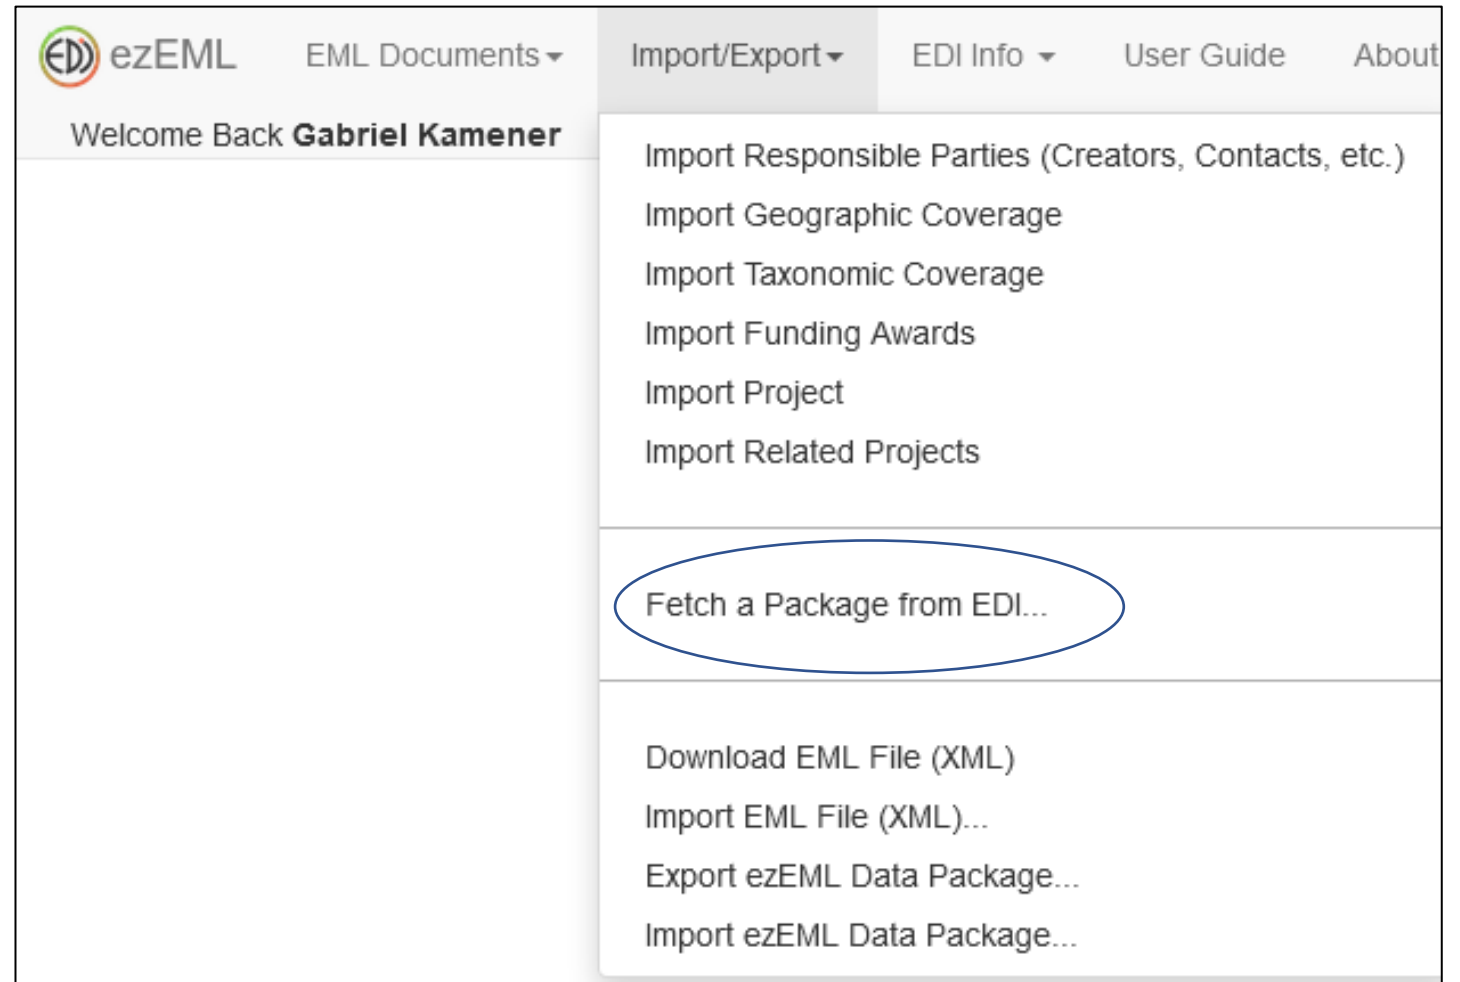 EDI ezEML EML Documents Import/Export EDI Info User Guide About
Welcome Back Gabriel Kamener
Import Responsible Parties (Creators, Contacts, etc.)
Import Geographic Coverage
Import Taxonomic Coverage
Import Funding Awards
Import Project
Import Related Projects
Fetch a Package from EDI...
Download EML File (XML)
Import EML File (XML)...
Export ezEML Data Package...
Import ezEML Data Package...